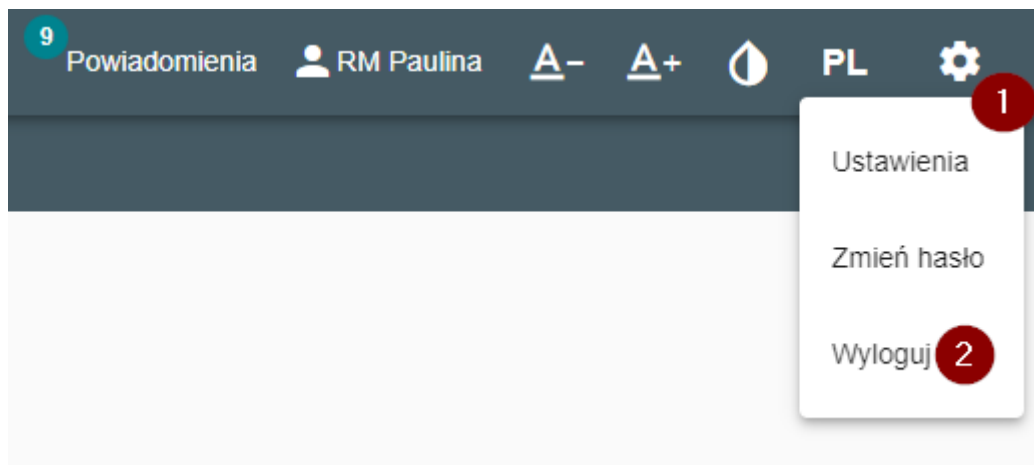 9
Powiadomienia RM Paulina A- A+ PL
1
Ustawienia
Zmień hasło
Wyloguj 2